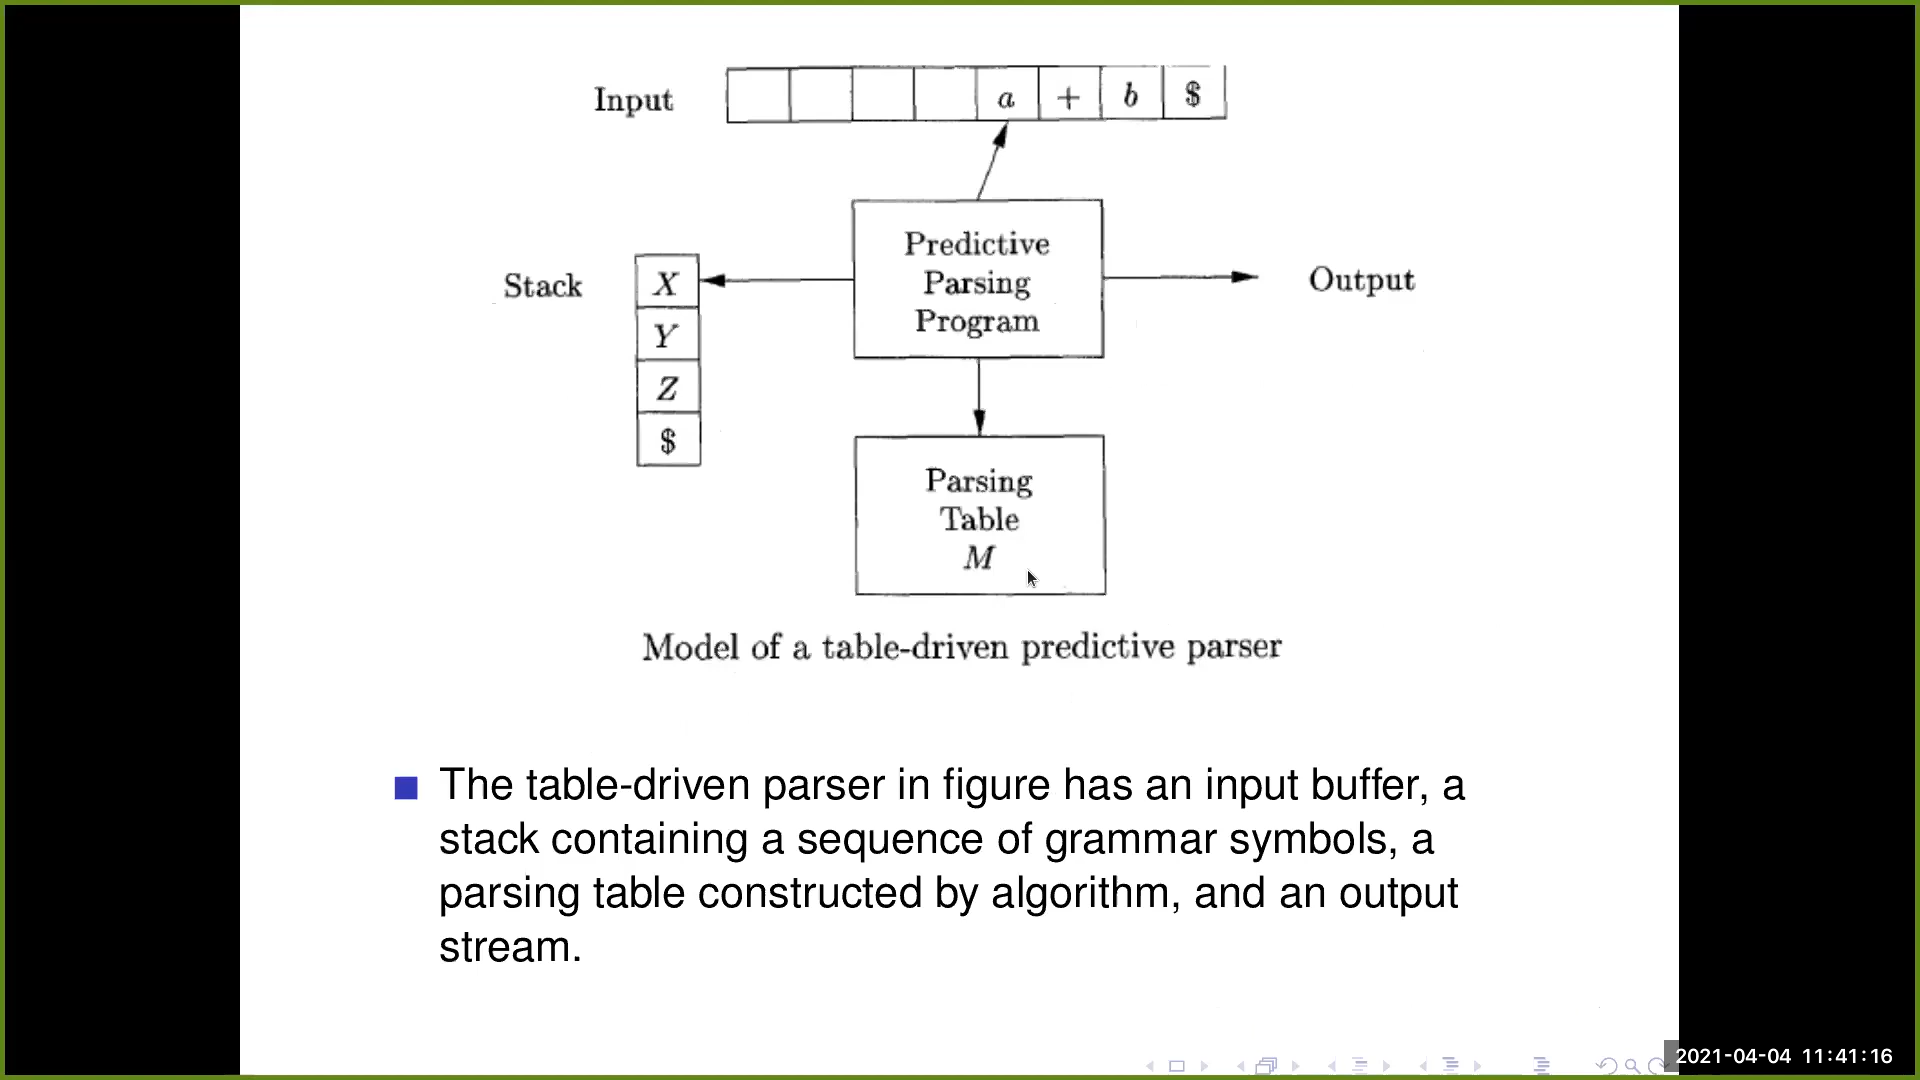 Input a + b $
Predictive
Parsing
Program
Stack X
Y
Z
$
Output
Parsing
Table
M
Model of a table-driven predictive parser
The table-driven parser in figure has an input buffer, a
stack containing a sequence of grammar symbols, a
parsing table constructed by algorithm, and an output
stream.
2021-04-04 11:41:16